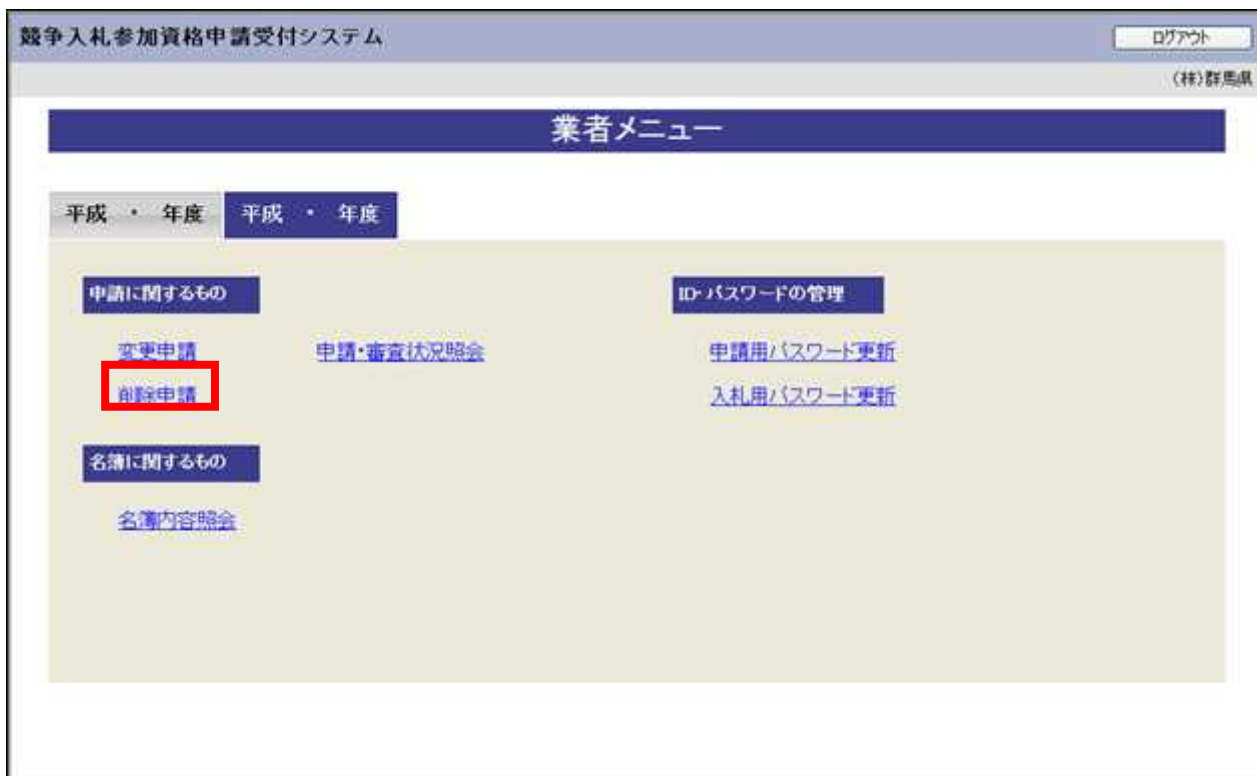 競争入札参加資格申請受付システム
ログアウト
(株)群馬県
業者メニュー
平成 ・ 年度
平成 ・ 年度
申請に関するもの
ID・パスワードの管理
変更申請
申請・審査状況照会
申請用パスワード更新
削除申請
入札用パスワード更新
名簿に関するもの
名簿内容照会